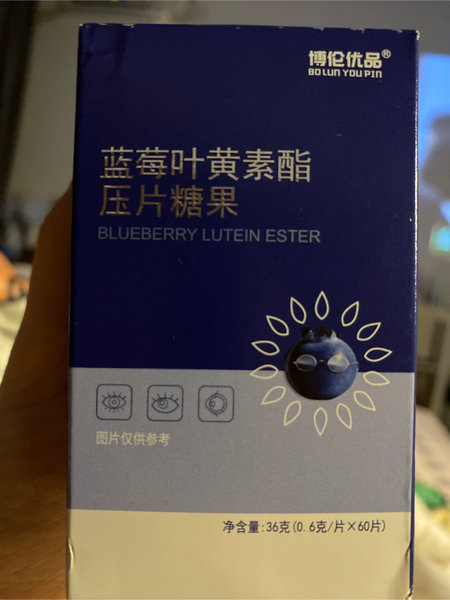 博伦优品®
BOLUN YOU PIN
蓝莓叶黄素酯
压片糖果
BLUEBERRY LUTEIN ESTER
图片仅供参考
净含量:36克(0.6克/片×60片)